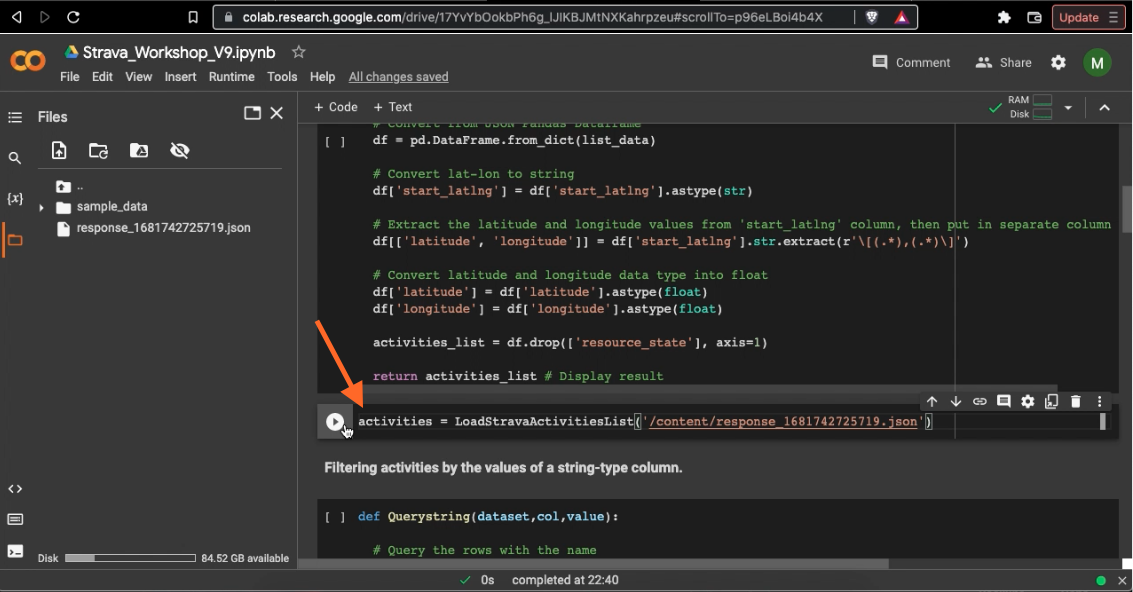 colab.research.google.com/drive/17YvYbOokbPh6g_IJlKBJMtNXKahrpzeu#scrollTo=p96eLBoi4b4X
Update
Strava_Workshop_V9.ipynb
File Edit View Insert Runtime Tools Help All changes saved
Comment
Share
M
Files
+ Code + Text
RAM
Disk
# Convert from JSON Pandas Dataframe
[ ] df = pd.DataFrame.from_dict(list_data)
..
sample_data
response_1681742725719.json
{x}
# Convert lat-lon to string
df['start_latlng'] = df['start_latlng'].astype(str)
# Extract the latitude and longitude values from 'start_latlng' column, then put in separate column
df[['latitude', 'longitude']] = df['start_latlng'].str.extract(r'\[(.*),(.*)\]')
# Convert latitude and longitude data type into float
df['latitude'] = df['latitude'].astype(float)
df['longitude'] = df['longitude'].astype(float)
activities_list = df.drop(['resource_state'], axis=1)
return activities_list # Display result
activities = LoadStravaActivitiesList('/content/response_1681742725719.json')
Filtering activities by the values of a string-type column.
[ ] def Querystring(dataset,col,value):
# Query the rows with the name
Disk 84.52 GB available
0s completed at 22:40